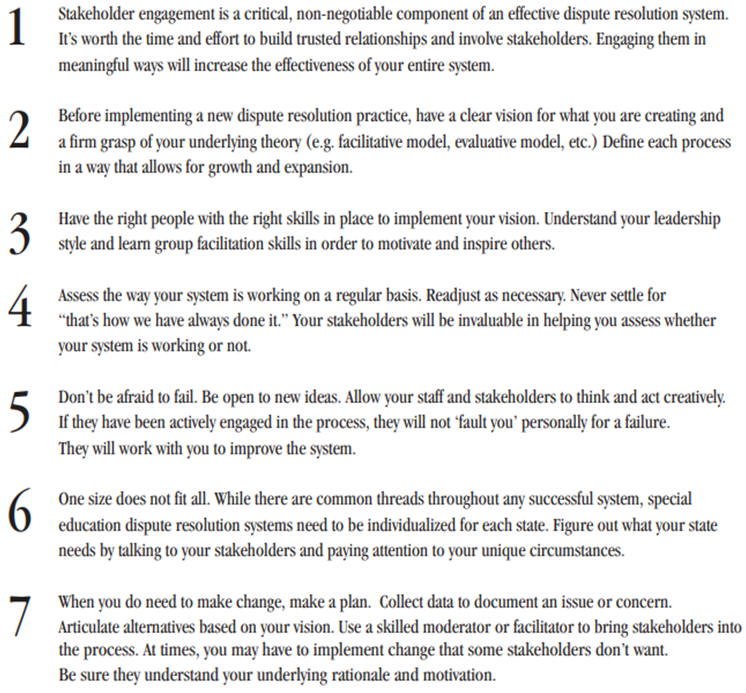 1
Stakeholder engagement is a critical, non-negotiable component of an effective dispute resolution system.
It's worth the time and effort to build trusted relationships and involve stakeholders. Engaging them in
meaningful ways will increase the effectiveness of your entire system.
2
Before implementing a new dispute resolution practice, have a clear vision for what you are creating and
a firm grasp of your underlying theory (e.g. facilitative model, evaluative model, etc.) Define each process
in a way that allows for growth and expansion.
3
Have the right people with the right skills in place to implement your vision. Understand your leadership
style and learn group facilitation skills in order to motivate and inspire others.
4
Assess the way your system is working on a regular basis. Readjust as necessary. Never settle for
“that's how we have always done it.” Your stakeholders will be invaluable in helping you assess whether
your system is working or not.
5
Don't be afraid to fail. Be open to new ideas. Allow your staff and stakeholders to think and act creatively.
If they have been actively engaged in the process, they will not ‘fault you’ personally for a failure.
They will work with you to improve the system.
6
One size does not fit all. While there are common threads throughout any successful system, special
education dispute resolution systems need to be individualized for each state. Figure out what your state
needs by talking to your stakeholders and paying attention to your unique circumstances.
7
When you do need to make change, make a plan.  Collect data to document an issue or concern.
Articulate alternatives based on your vision. Use a skilled moderator or facilitator to bring stakeholders into
the process. At times, you may have to implement change that some stakeholders don't want.
Be sure they understand your underlying rationale and motivation.